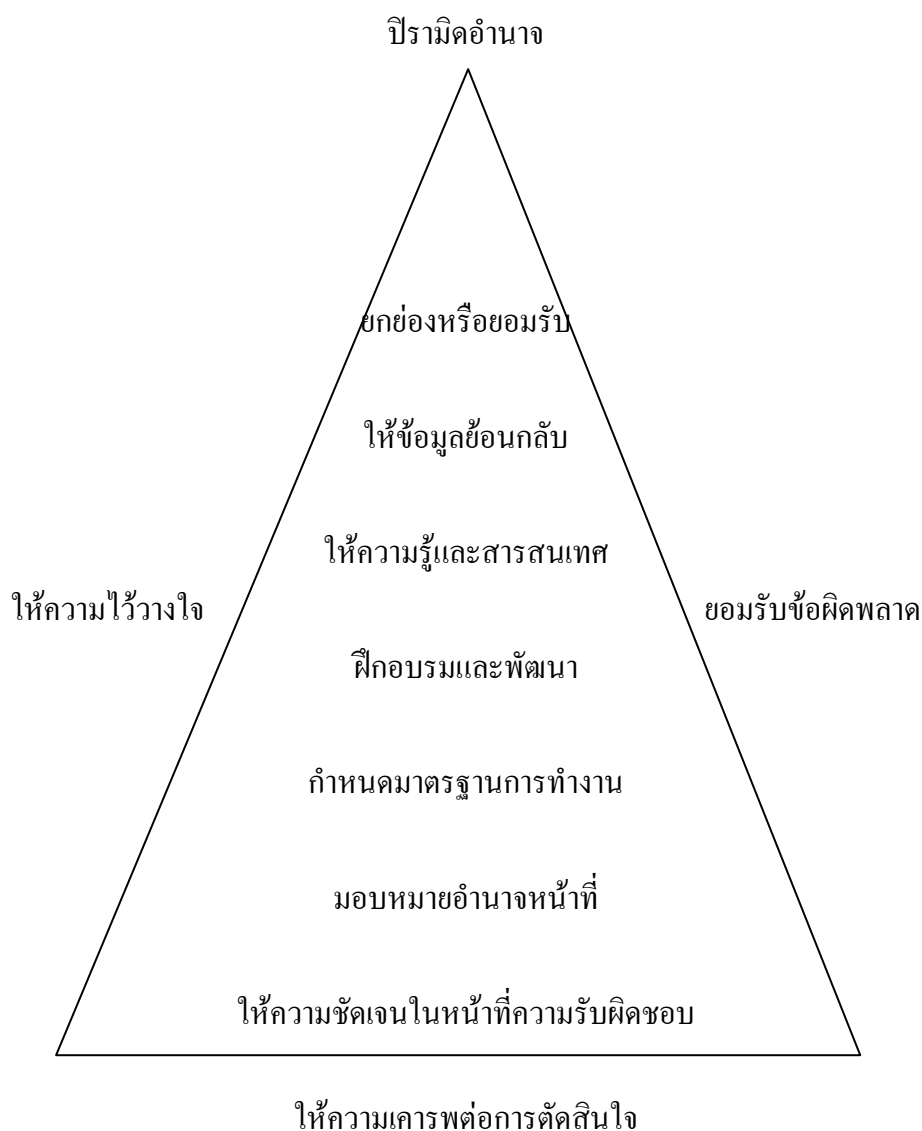 ปิรามิดอำนาจ
ยกย่องหรือยอมรับ
ให้ข้อมูลย้อนกลับ
ให้ความรู้และสารสนเทศ
ให้ความไว้วางใจ
ยอมรับข้อผิดพลาด
ฝึกอบรมและพัฒนา
กำหนดมาตรฐานการทำงาน
มอบหมายอำนาจหน้าที่
ให้ความชัดเจนในหน้าที่ความรับผิดชอบ
ให้ความเคารพต่อการตัดสินใจ